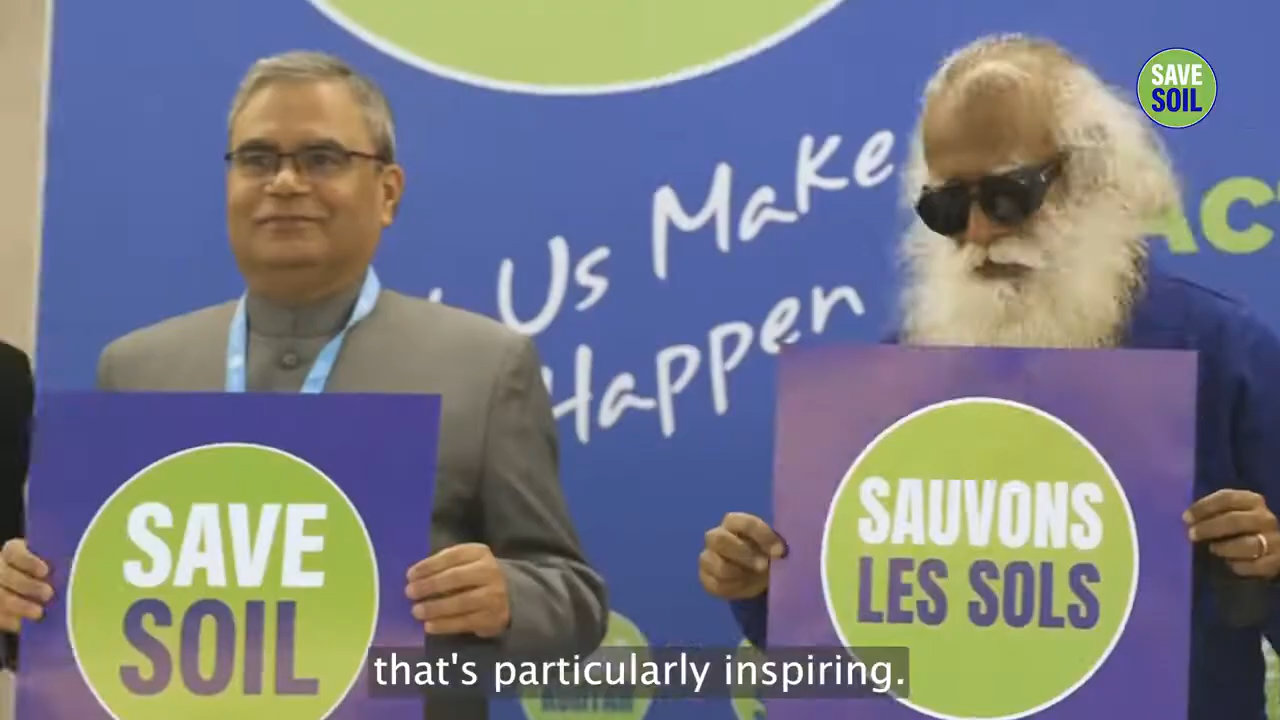 SAVE
SOIL
Us Make
Happen
SAUVONS
LES SOLS
SAVE
SOIL
that's particularly inspiring.